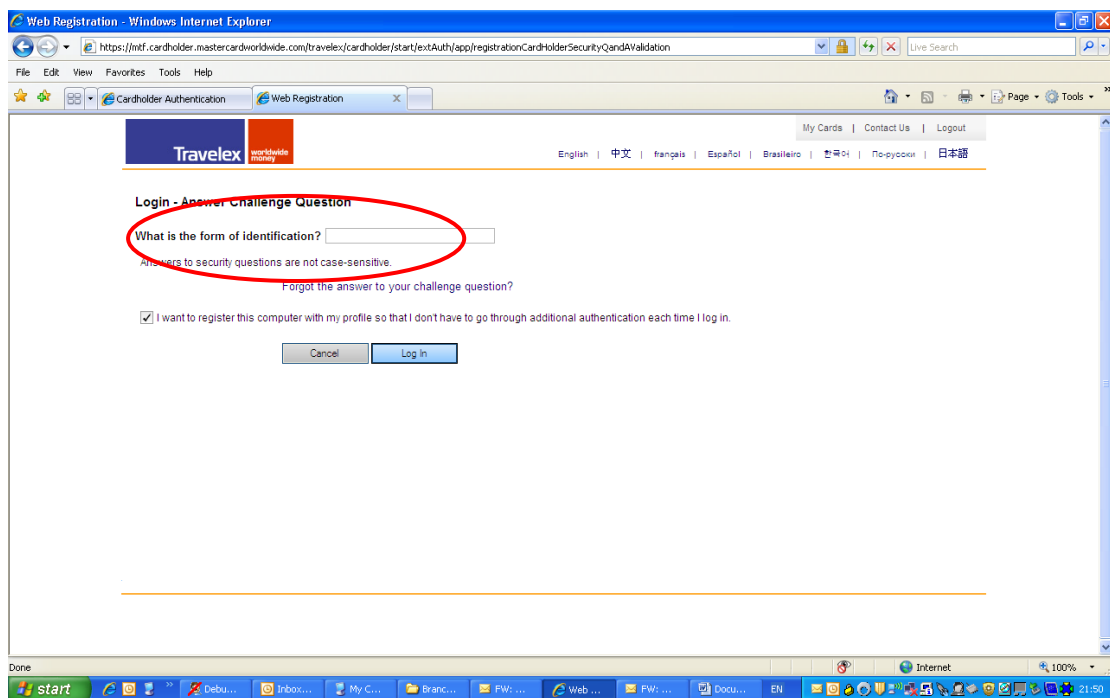 Web Registration - Windows Internet Explorer
https://mtf.cardholder.mastercardworldwide.com/travelex/cardholder/start/extAuth/app/registrationCardHolderSecurityQandAValidation
Live Search
File Edit View Favorites Tools Help
Cardholder Authentication Web Registration X Page Tools
My Cards | Contact Us | Logout
Travelex worldwide money
English | 中文 | français | Español | Brasileiro | 한국어 | По-русски | 日本語
Login - Answer Challenge Question
What is the form of identification?
Answers to security questions are not case-sensitive.
Forgot the answer to your challenge question?
I want to register this computer with my profile so that I don't have to go through additional authentication each time I log in.
Cancel Log In
Done Internet 100%
start Debu... Inbox... My C... Branc... FW: ... Web ... FW: ... Docu... EN 21:50